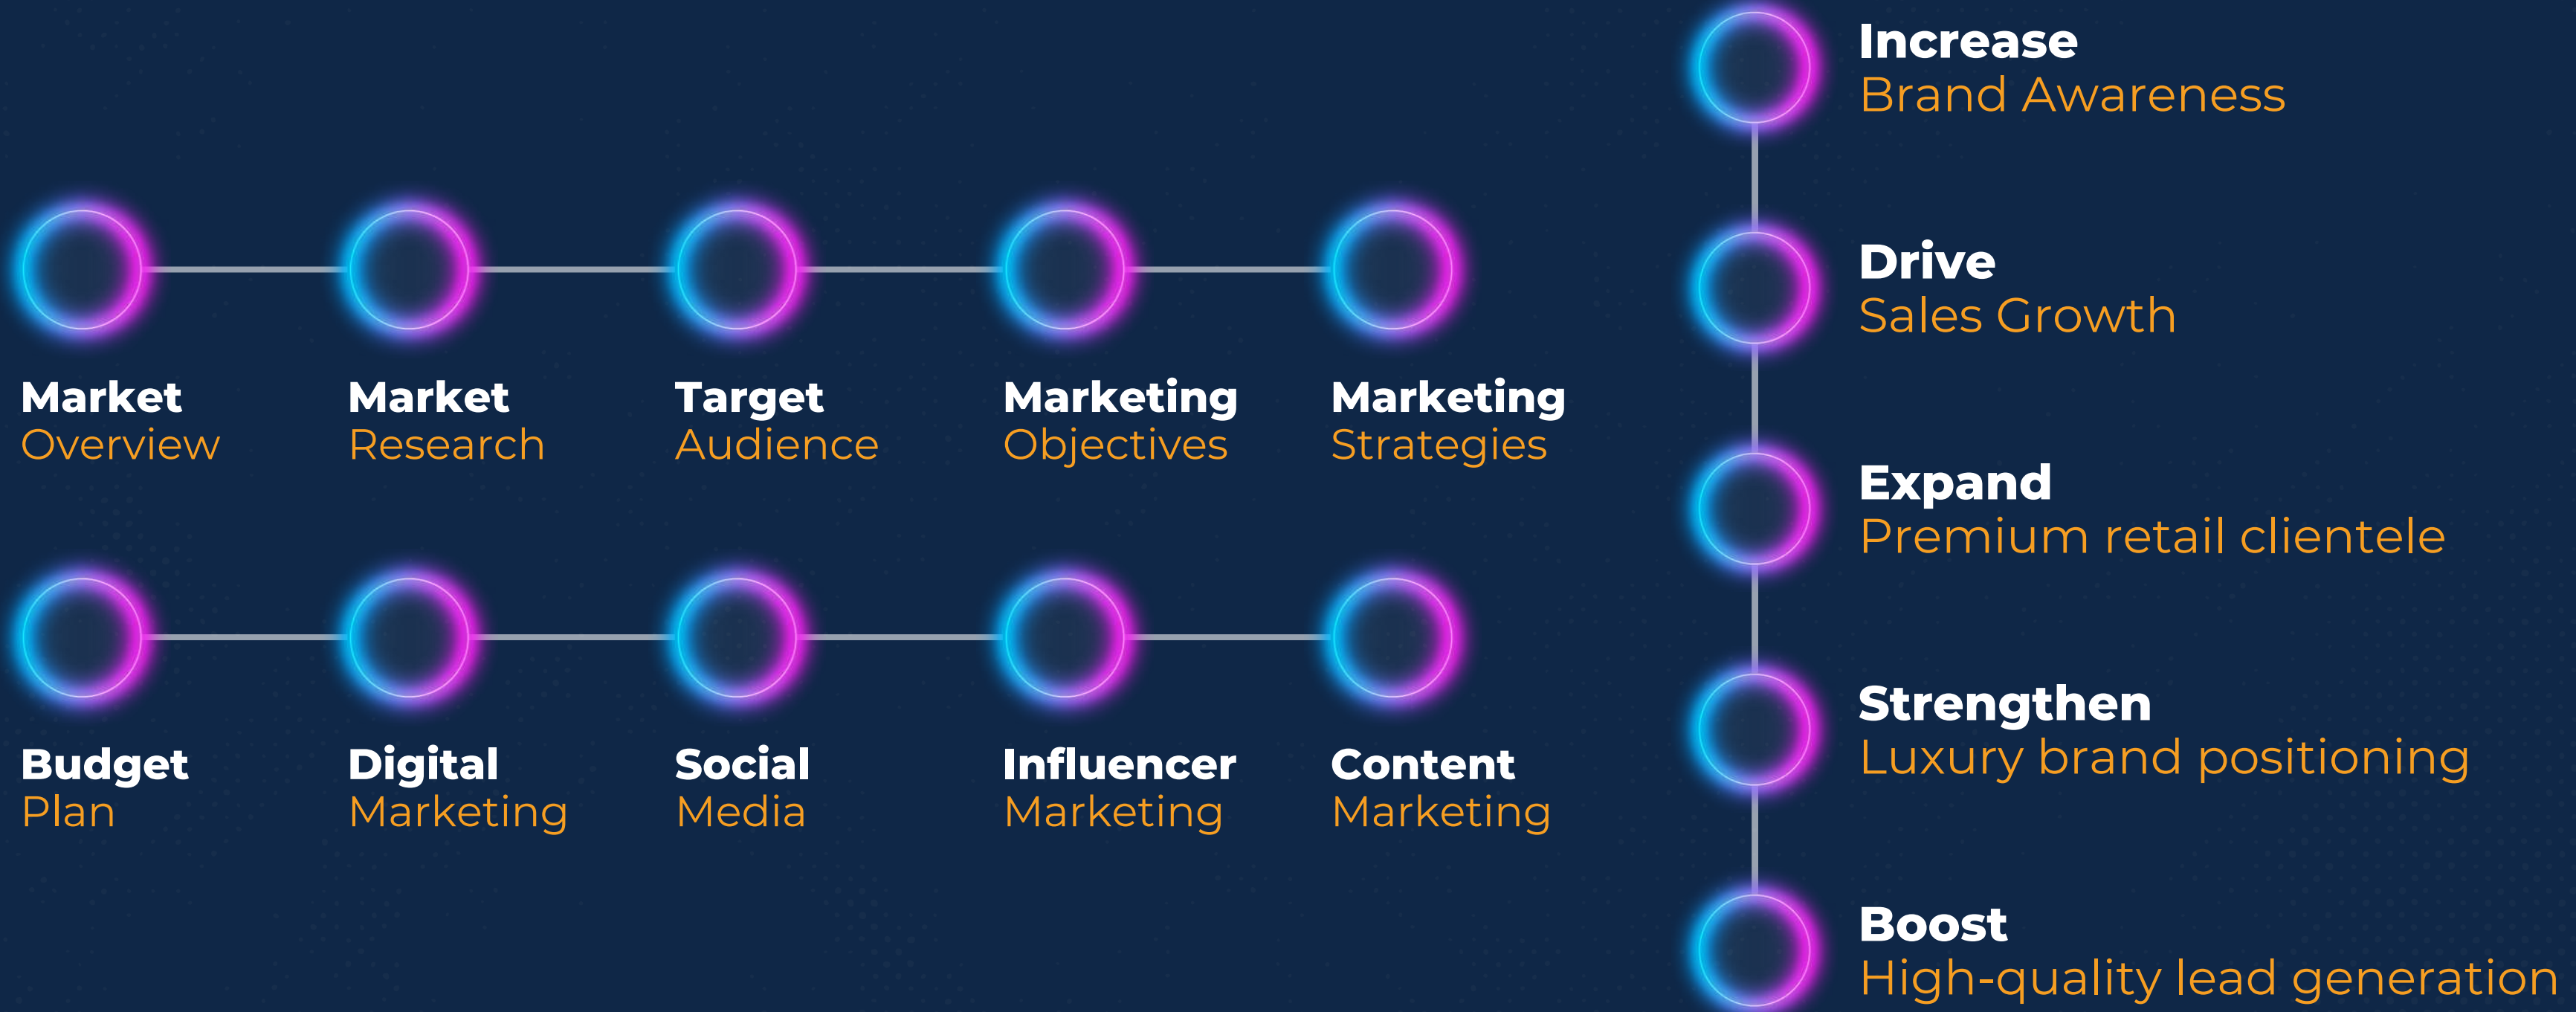 Market
Overview
Market
Research
Target
Audience
Marketing
Objectives
Marketing
Strategies
Budget
Plan
Digital
Marketing
Social
Media
Influencer
Marketing
Content
Marketing
Increase
Brand Awareness
Drive
Sales Growth
Expand
Premium retail clientele
Strengthen
Luxury brand positioning
Boost
High-quality lead generation